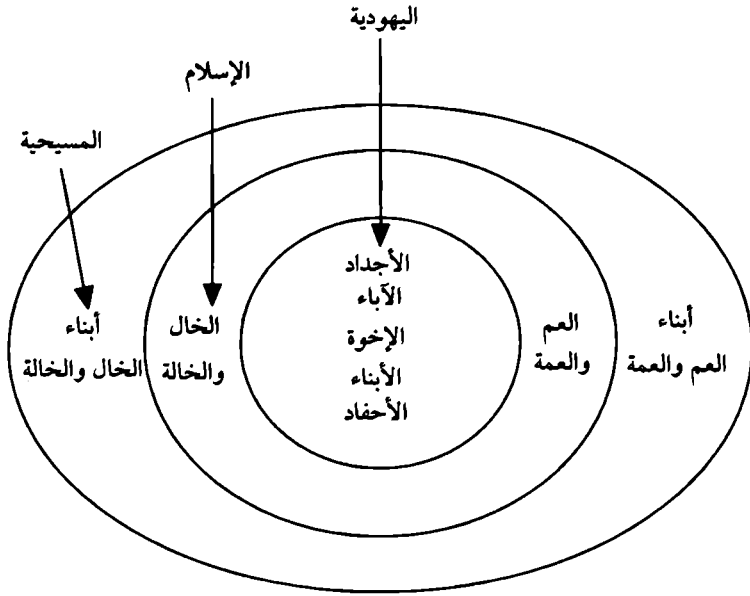 اليهودية
الإسلام
المسيحية
الأجداد
الآباء
الإخوة
الأبناء
الأحفاد
العم
والعمة
الخال
والخالة
أبناء
العم والعمة
أبناء
الخال والخالة